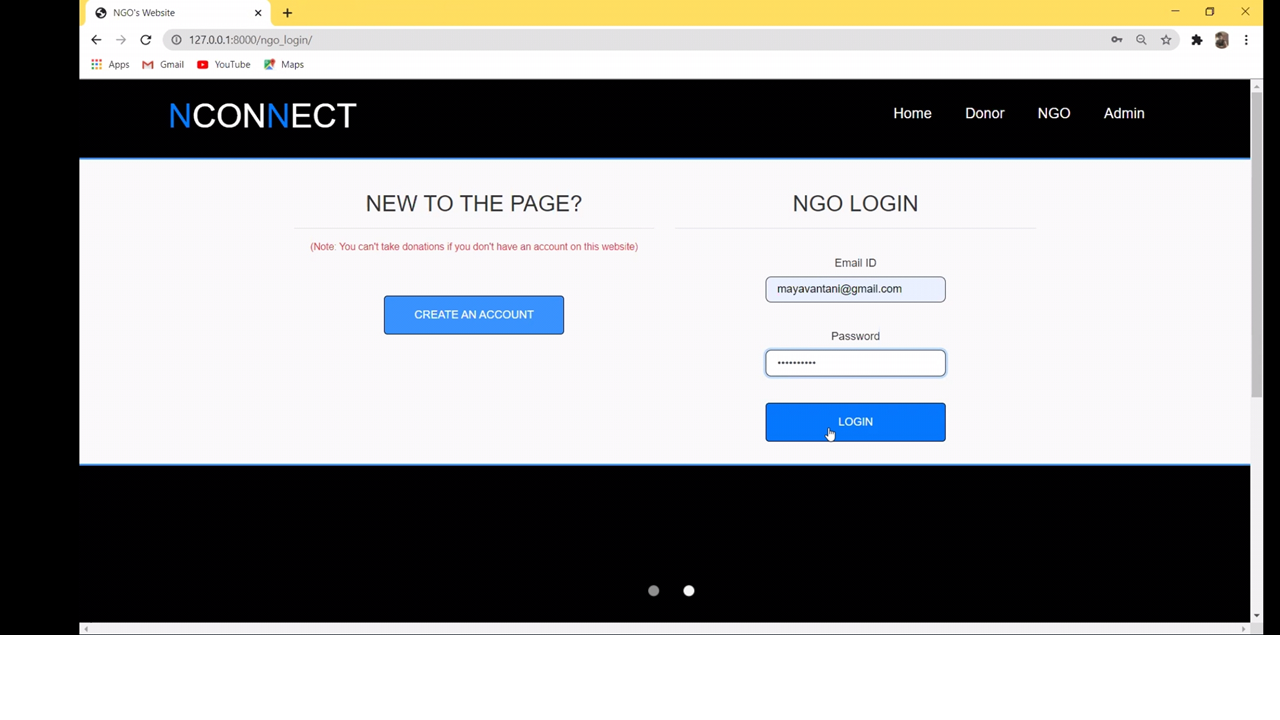 NGO's Website
127.0.0.1:8000/ngo_login/
Apps Gmail YouTube Maps
NCONNECT
Home Donor NGO Admin
NEW TO THE PAGE?
(Note: You can't take donations if you don't have an account on this website)
CREATE AN ACCOUNT
NGO LOGIN
Email ID
mayavantani@gmail.com
Password
••••••••••
LOGIN